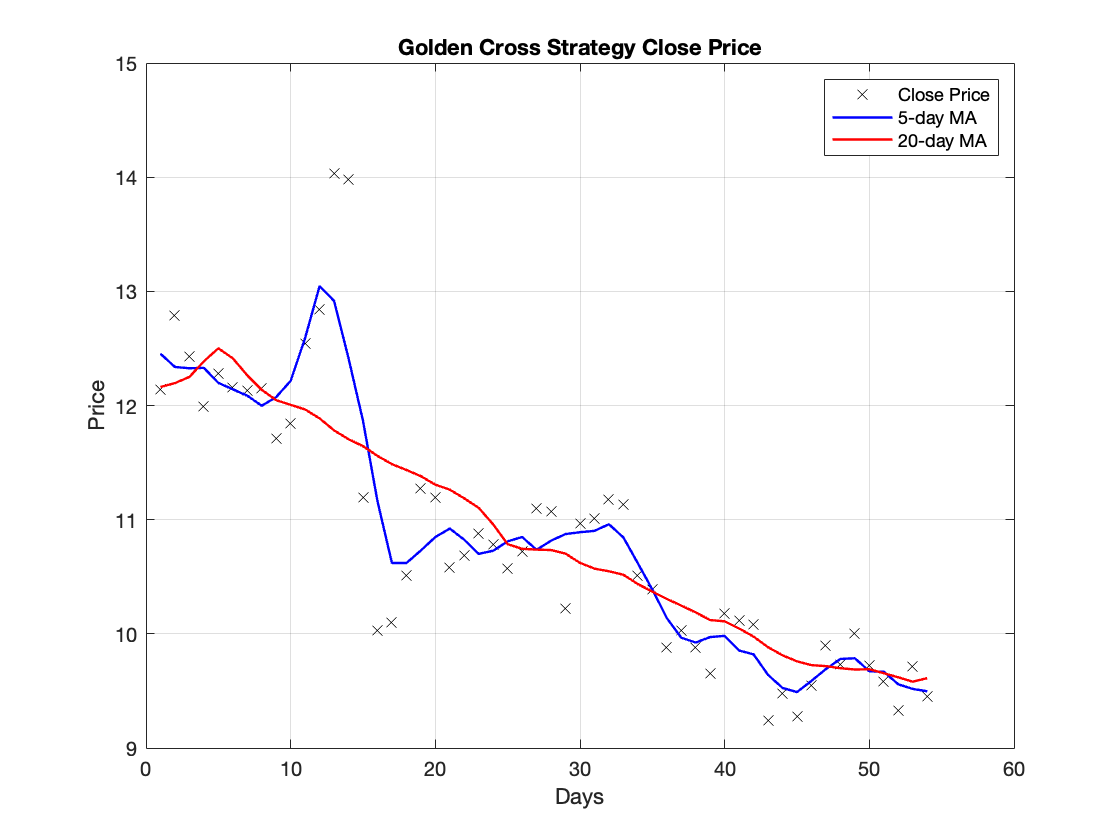 Golden Cross Strategy Close Price
Close Price
5-day MA
20-day MA
Price
15
14
13
12
11
10
9
0 10 20 30 40 50 60
Days